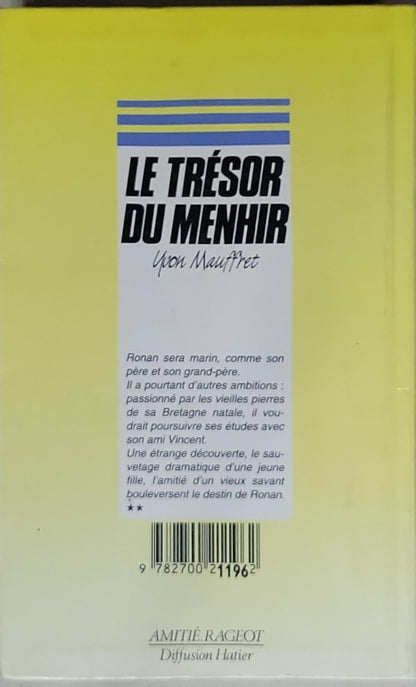 LE TRÉSOR
DU MENHIR
Yvon Mauffret
Ronan sera marin, comme son
père et son grand-père.
Il a pourtant d'autres ambitions :
passionné par les vieilles pierres
de sa Bretagne natale, il vou-
drait poursuivre ses études avec
son ami Vincent.
Une étrange découverte, le sau-
vetage dramatique d'une jeune
fille, l'amitié d'un vieux savant
bouleversent le destin de Ronan.
★★
9 782700 211962
AMITIÉ RAGEOT
Diffusion Hatier